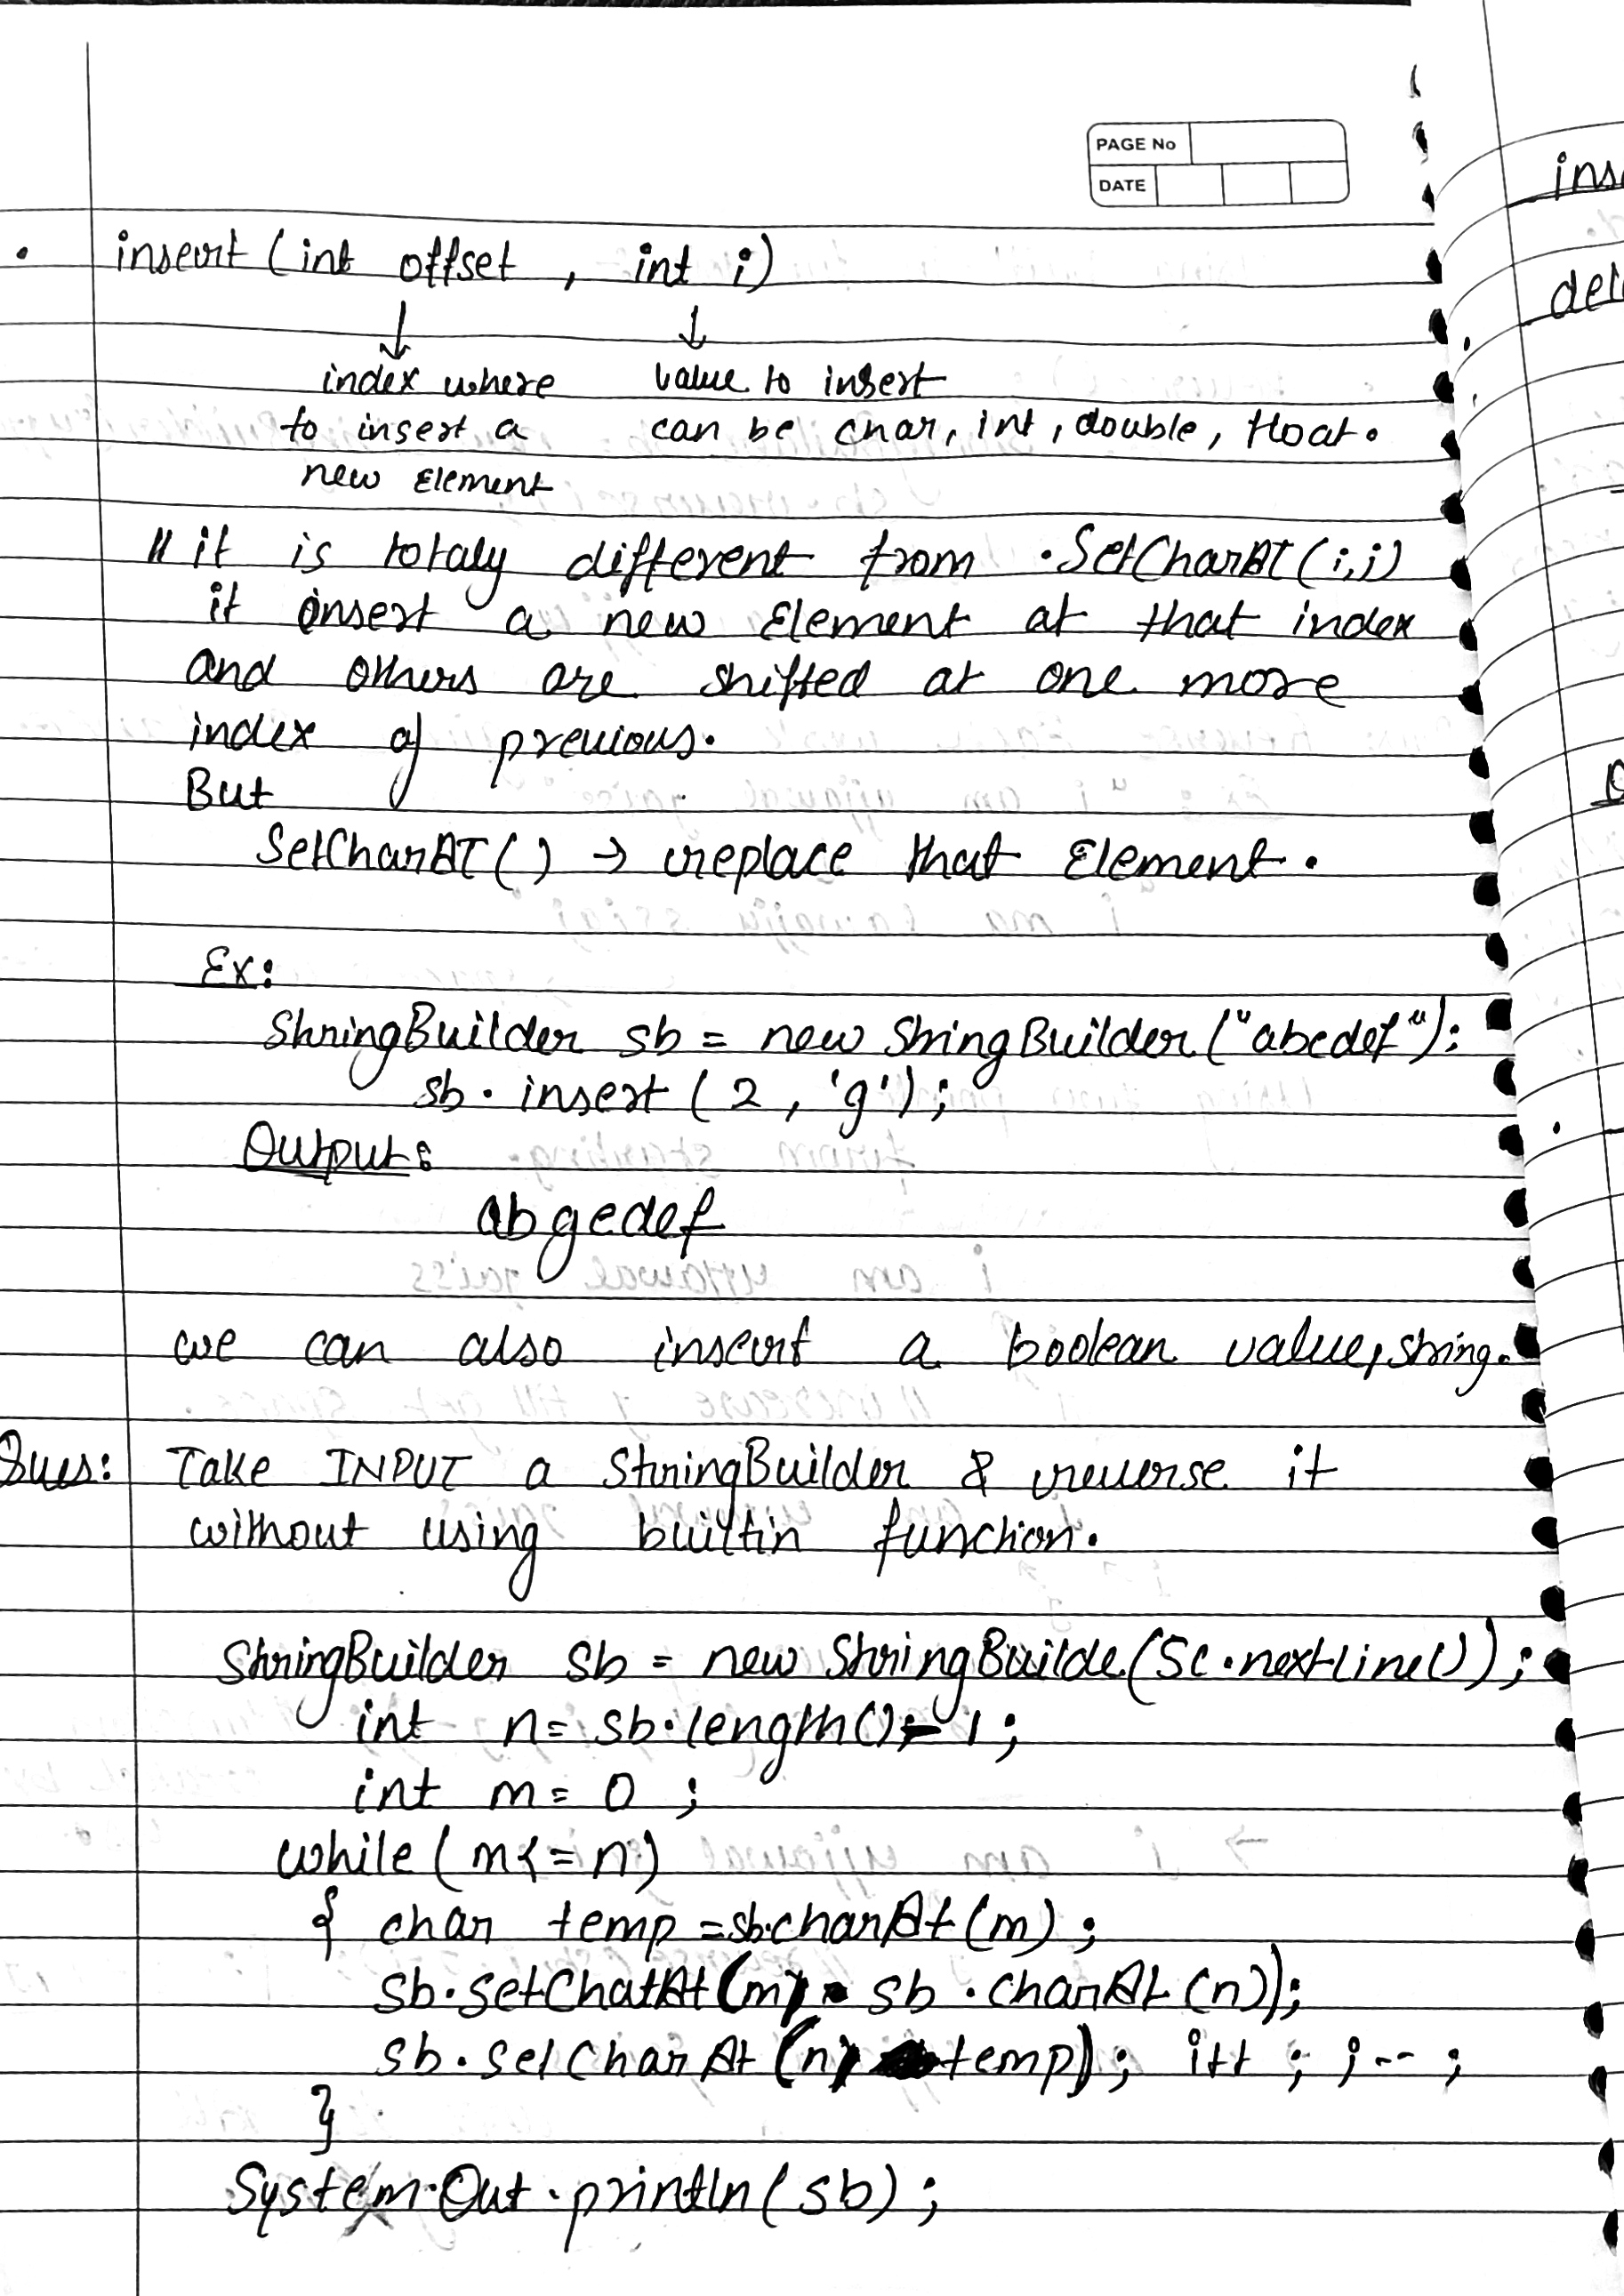 PAGE No
DATE
• insert (int offset , int i)
↓ ↓
index where value to insert
to insert a can be char, int, double, float.
new Element
// it is totaly different from .SetCharAT(i,j)
it insert a new Element at that index
and others are shifted at one more
index of previous.
But
SetCharAT() → replace that Element.
Ex:
StringBuilder sb = new StringBuilder("abcdef");
sb.insert(2, 'g');
Output:
abgcdef
we can also insert a boolean value, string.
Ques: Take INPUT a StringBuilder & reverse it
without using builtin function.
StringBuilder sb = new StringBuilde(Sc.nextLine());
int n= sb.length()-1;
int m= 0 ;
while(m<=n)
{ char temp =sb.charAt(m);
sb.setChatAt(m, sb.charAt(n));
sb.setCharAt(n, temp); i++ ; j-- ;
}
System.Out.println(sb);